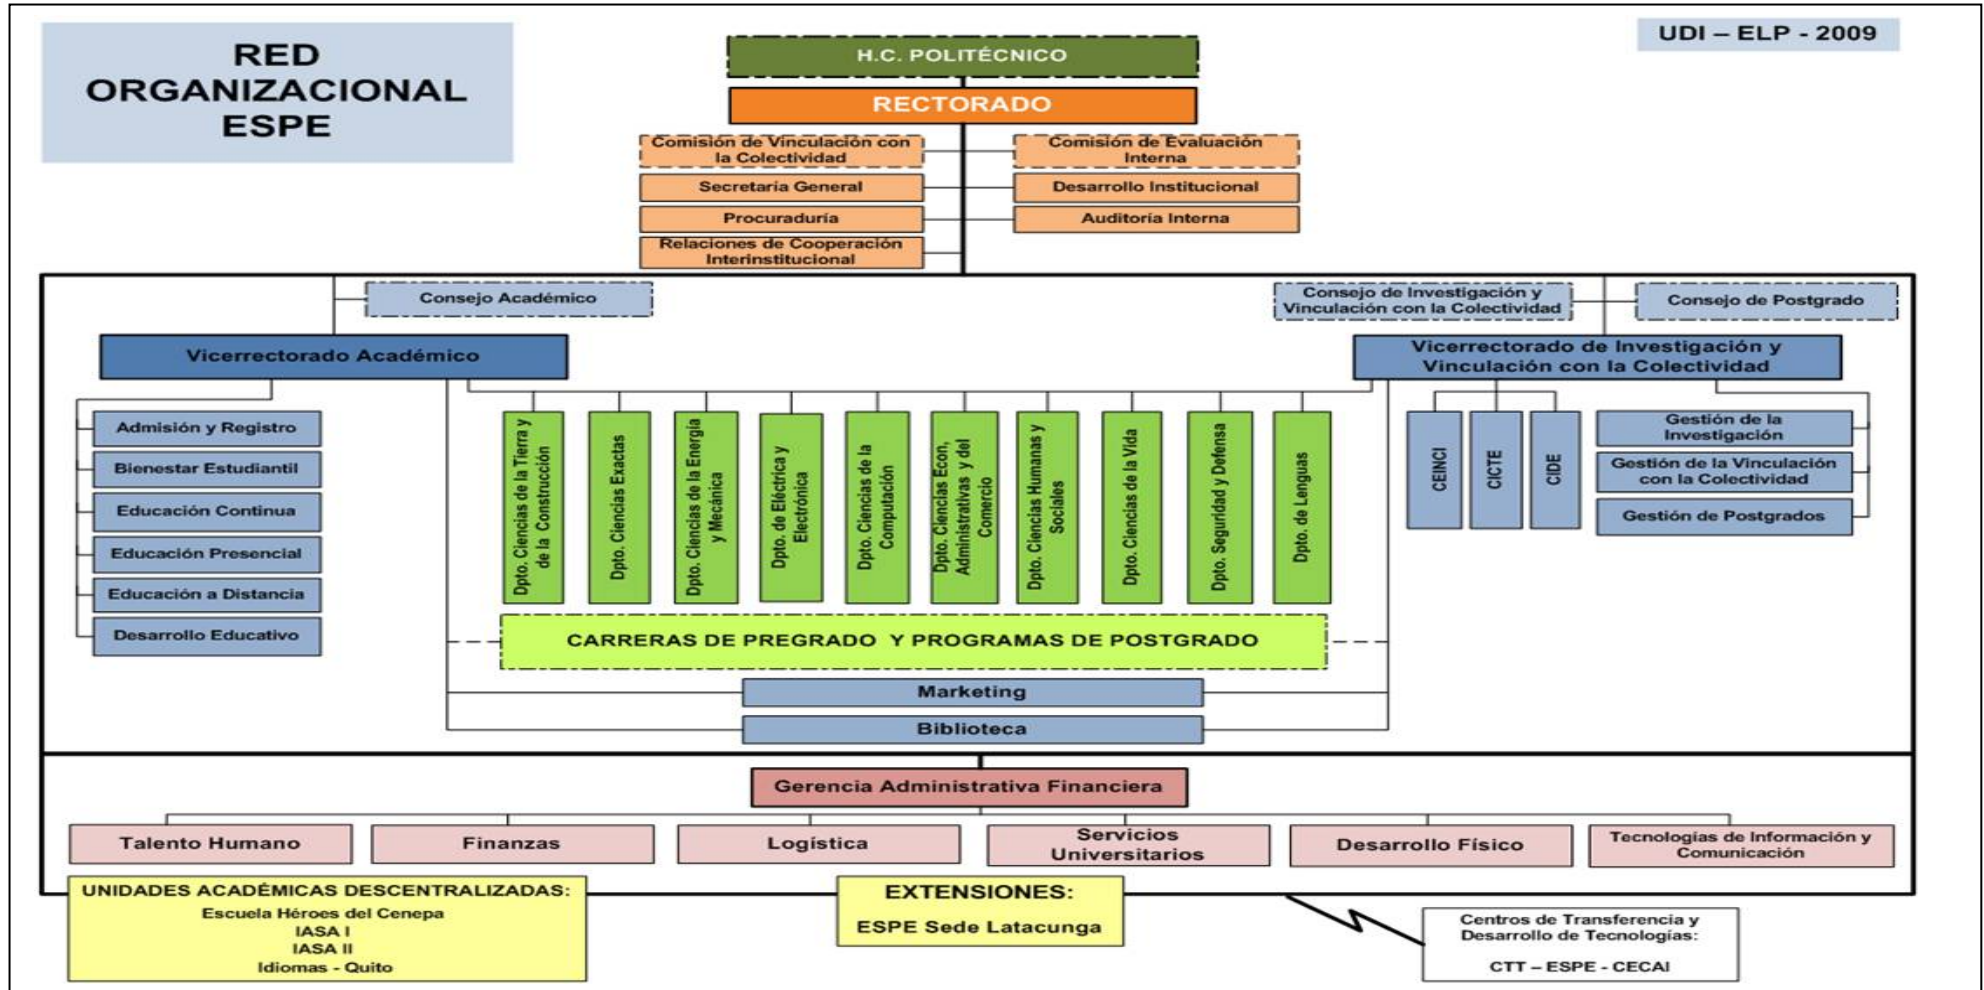 RED
ORGANIZACIONAL
ESPE
UDI – ELP - 2009
H.C. POLITÉCNICO
RECTORADO
Comisión de Vinculación con
la Colectividad
Comisión de Evaluación
Interna
Secretaría General
Desarrollo Institucional
Procuraduría
Auditoría Interna
Relaciones de Cooperación
Interinstitucional
Consejo Académico
Consejo de Investigación y
Vinculación con la Colectividad
Consejo de Postgrado
Vicerrectorado Académico
Vicerrectorado de Investigación y
Vinculación con la Colectividad
Admisión y Registro
Bienestar Estudiantil
Educación Continua
Educación Presencial
Educación a Distancia
Desarrollo Educativo
Dpto. Ciencias de la Tierra y
de la Construcción
Dpto. Ciencias Exactas
Dpto. Ciencias de la Energía
y Mecánica
Dpto. de Eléctrica y
Electrónica
Dpto. Ciencias de la
Computación
Dpto. Ciencias Econ,
Administrativas y del
Comercio
Dpto. Ciencias Humanas y
Sociales
Dpto. Ciencias de la Vida
Dpto. Seguridad y Defensa
Dpto. de Lenguas
CEINCI
CICTE
CIDE
Gestión de la
Investigación
Gestión de la Vinculación
con la Colectividad
Gestión de Postgrados
CARRERAS DE PREGRADO Y PROGRAMAS DE POSTGRADO
Marketing
Biblioteca
Gerencia Administrativa Financiera
Talento Humano
Finanzas
Logística
Servicios
Universitarios
Desarrollo Físico
Tecnologías de Información y
Comunicación
UNIDADES ACADÉMICAS DESCENTRALIZADAS:
Escuela Héroes del Cenepa
IASA I
IASA II
Idiomas - Quito
EXTENSIONES:
ESPE Sede Latacunga
Centros de Transferencia y
Desarrollo de Tecnologías:
CTT – ESPE - CECAI